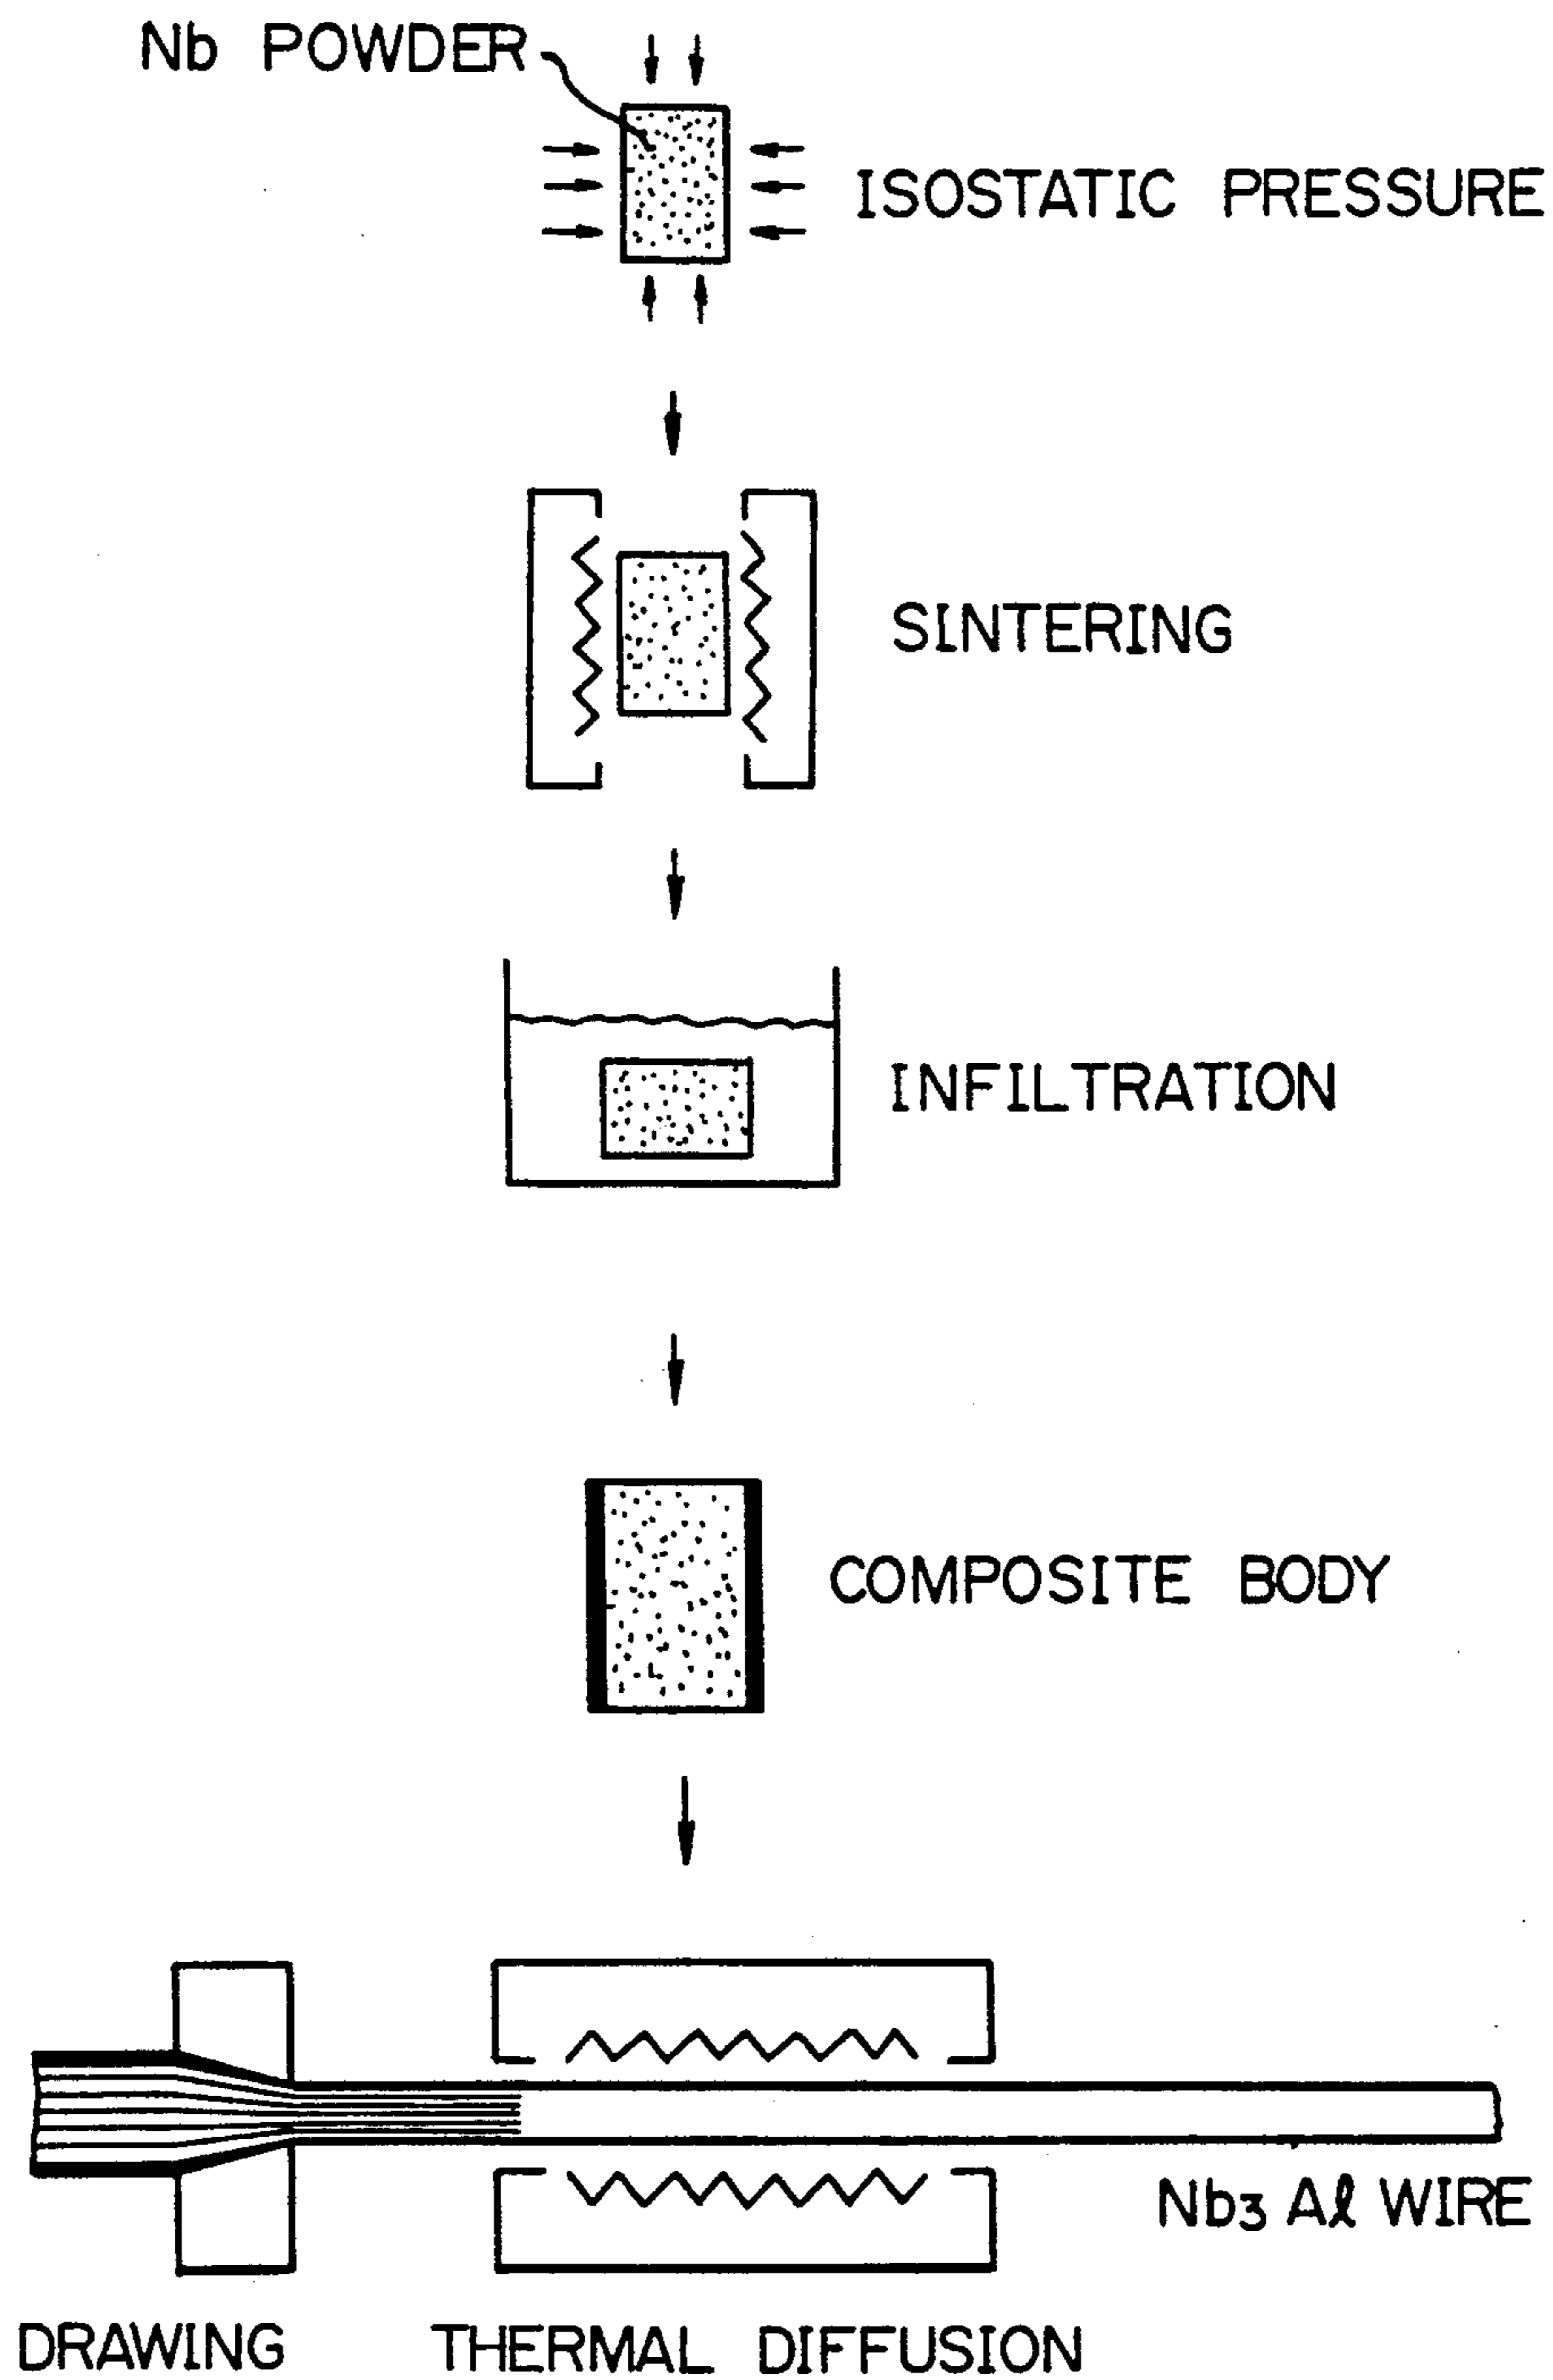 Nb POWDER
ISOSTATIC PRESSURE
SINTERING
INFILTRATION
COMPOSITE BODY
Nb₃ Aℓ WIRE
DRAWING
THERMAL DIFFUSION